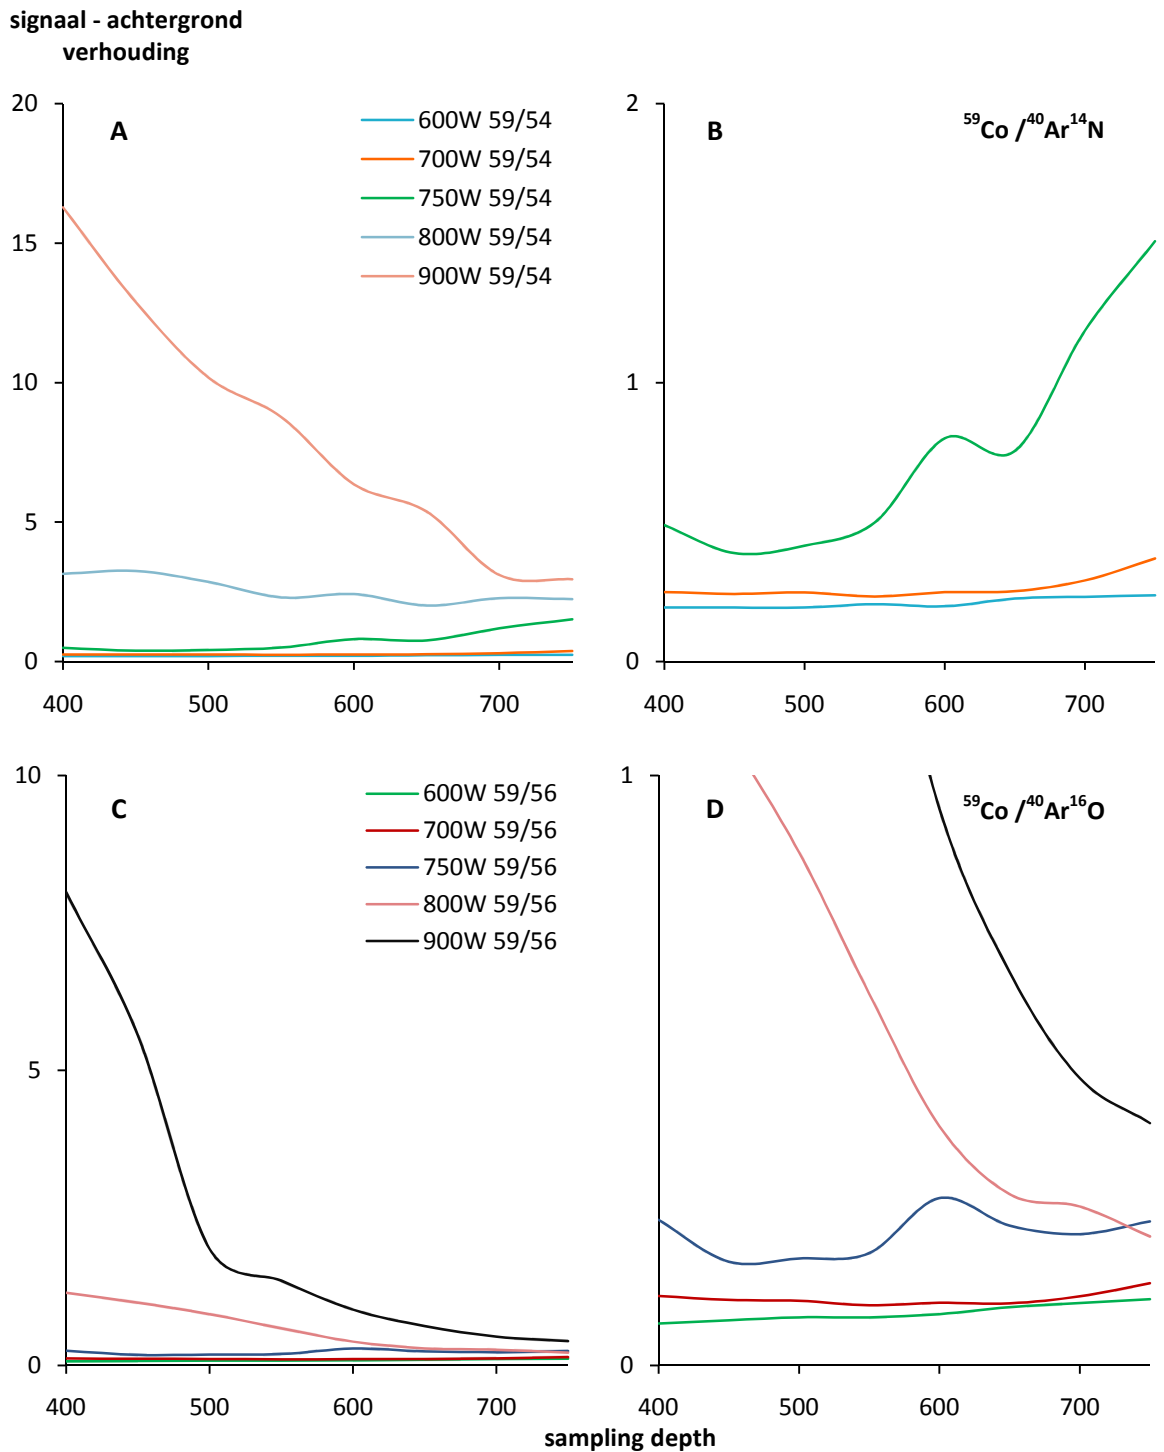 signaal - achtergrond
verhouding
20
15
10
5
0
400 500 600 700
A
600W 59/54
700W 59/54
750W 59/54
800W 59/54
900W 59/54
2
1
0
400 500 600 700
B
⁵⁹Co /⁴⁰Ar¹⁴N
10
5
0
400 500 600 700
C
600W 59/56
700W 59/56
750W 59/56
800W 59/56
900W 59/56
1
0
400 500 600 700
D
⁵⁹Co /⁴⁰Ar¹⁶O
sampling depth